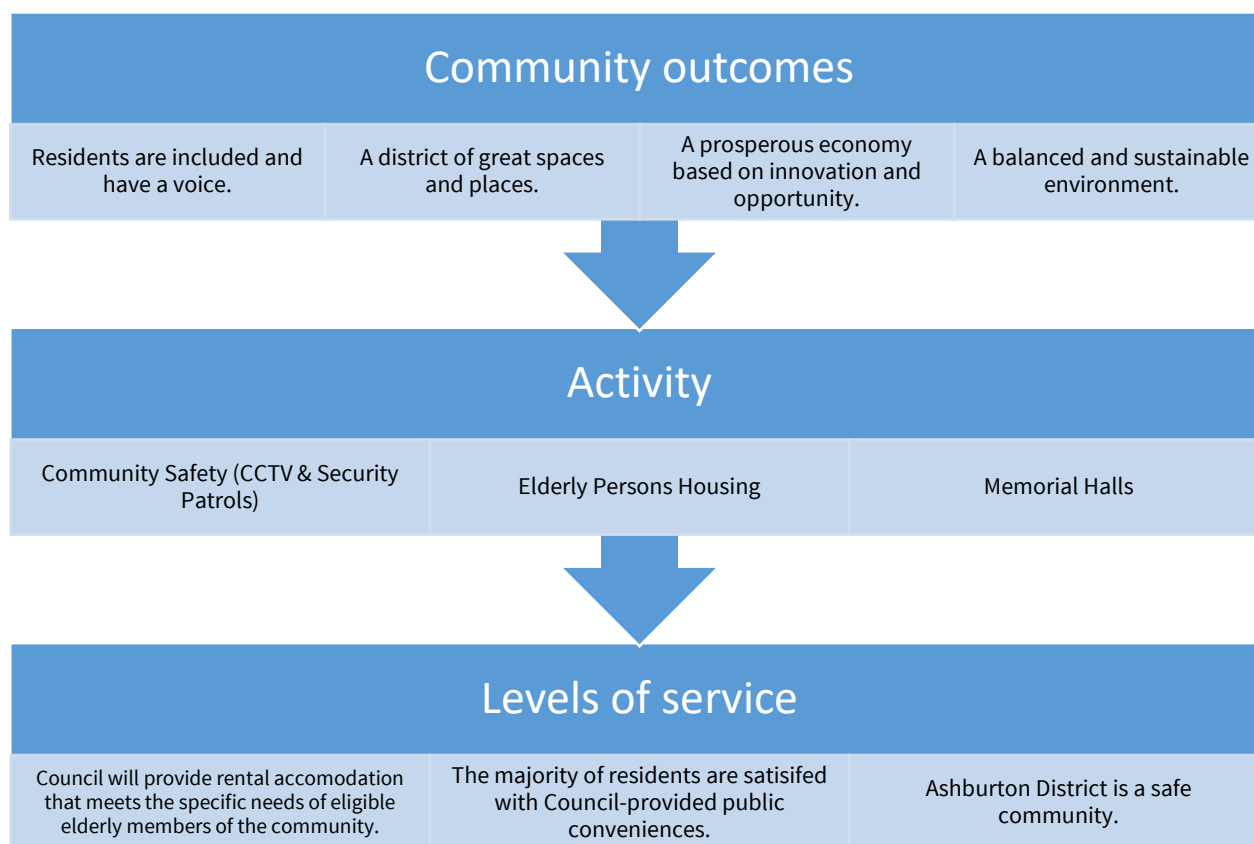 Community outcomes
Residents are included and
have a voice.
A district of great spaces
and places.
A prosperous economy
based on innovation and
opportunity.
A balanced and sustainable
environment.
Activity
Community Safety (CCTV & Security
Patrols)
Elderly Persons Housing
Memorial Halls
Levels of service
Council will provide rental accomodation
that meets the specific needs of eligible
elderly members of the community.
The majority of residents are satisifed
with Council-provided public
conveniences.
Ashburton District is a safe
community.